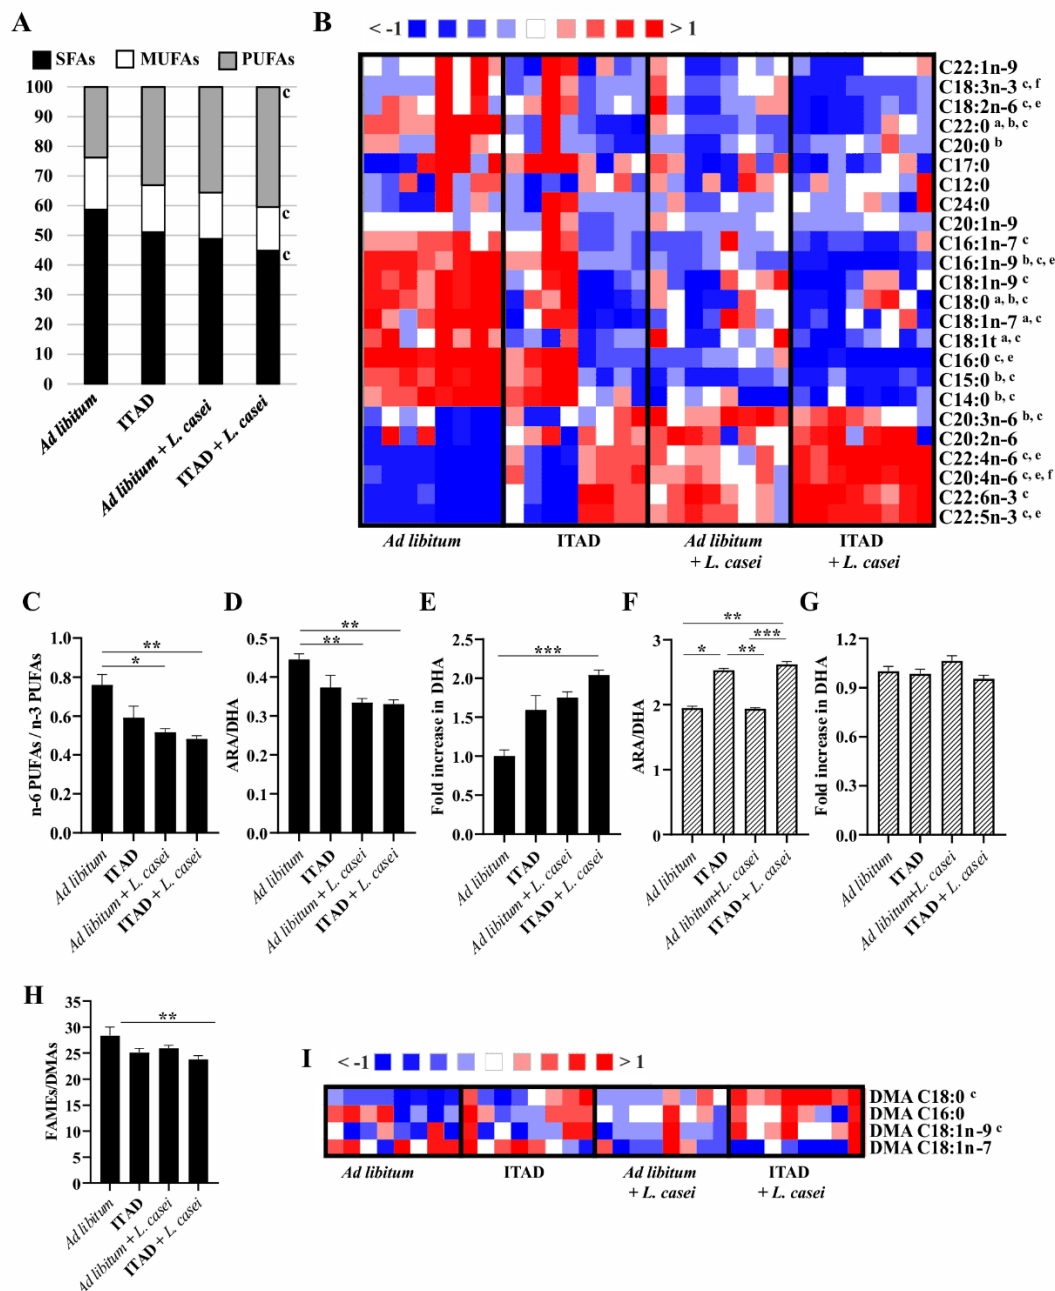 A
SFAs MUFAs PUFAs
100
90
80
70
60
50
40
30
20
10
0
c
c
c
Ad libitum
ITAD
Ad libitum + L. casei
ITAD + L. casei
B
< -1 > 1
C22:1n-9
C18:3n-3 c, f
C18:2n-6 c, e
C22:0 a, b, c
C20:0 b
C17:0
C12:0
C24:0
C20:1n-9
C16:1n-7 c
C16:1n-9 b, c, e
C18:1n-9 c
C18:0 a, b, c
C18:1n-7 a, c
C18:1t a, c
C16:0 c, e
C15:0 b, c
C14:0 b, c
C20:3n-6 b, c
C20:2n-6
C22:4n-6 c, e
C20:4n-6 c, e, f
C22:6n-3 c
C22:5n-3 c, e
Ad libitum
ITAD
Ad libitum
+ L. casei
ITAD
+ L. casei
C
n-6 PUFAs / n-3 PUFAs
1.0
0.8
0.6
0.4
0.2
0.0
**
*
Ad libitum
ITAD
Ad libitum + L. casei
ITAD + L. casei
D
ARA/DHA
0.5
0.4
0.3
0.2
0.1
0.0
**
**
Ad libitum
ITAD
Ad libitum + L. casei
ITAD + L. casei
E
Fold increase in DHA
2.5
2.0
1.5
1.0
0.5
0.0
***
Ad libitum
ITAD
Ad libitum + L. casei
ITAD + L. casei
F
ARA/DHA
3
2
1
0
**
*
**
***
Ad libitum
ITAD
Ad libitum+L. casei
ITAD + L. casei
G
Fold increase in DHA
1.2
0.9
0.6
0.3
0.0
Ad libitum
ITAD
Ad libitum+L. casei
ITAD + L. casei
H
FAMEs/DMAs
35
30
25
20
15
10
5
0
**
Ad libitum
ITAD
Ad libitum + L. casei
ITAD + L. casei
I
< -1 > 1
DMA C18:0 c
DMA C16:0
DMA C18:1n-9 c
DMA C18:1n-7
Ad libitum
ITAD
Ad libitum
+ L. casei
ITAD
+ L. casei